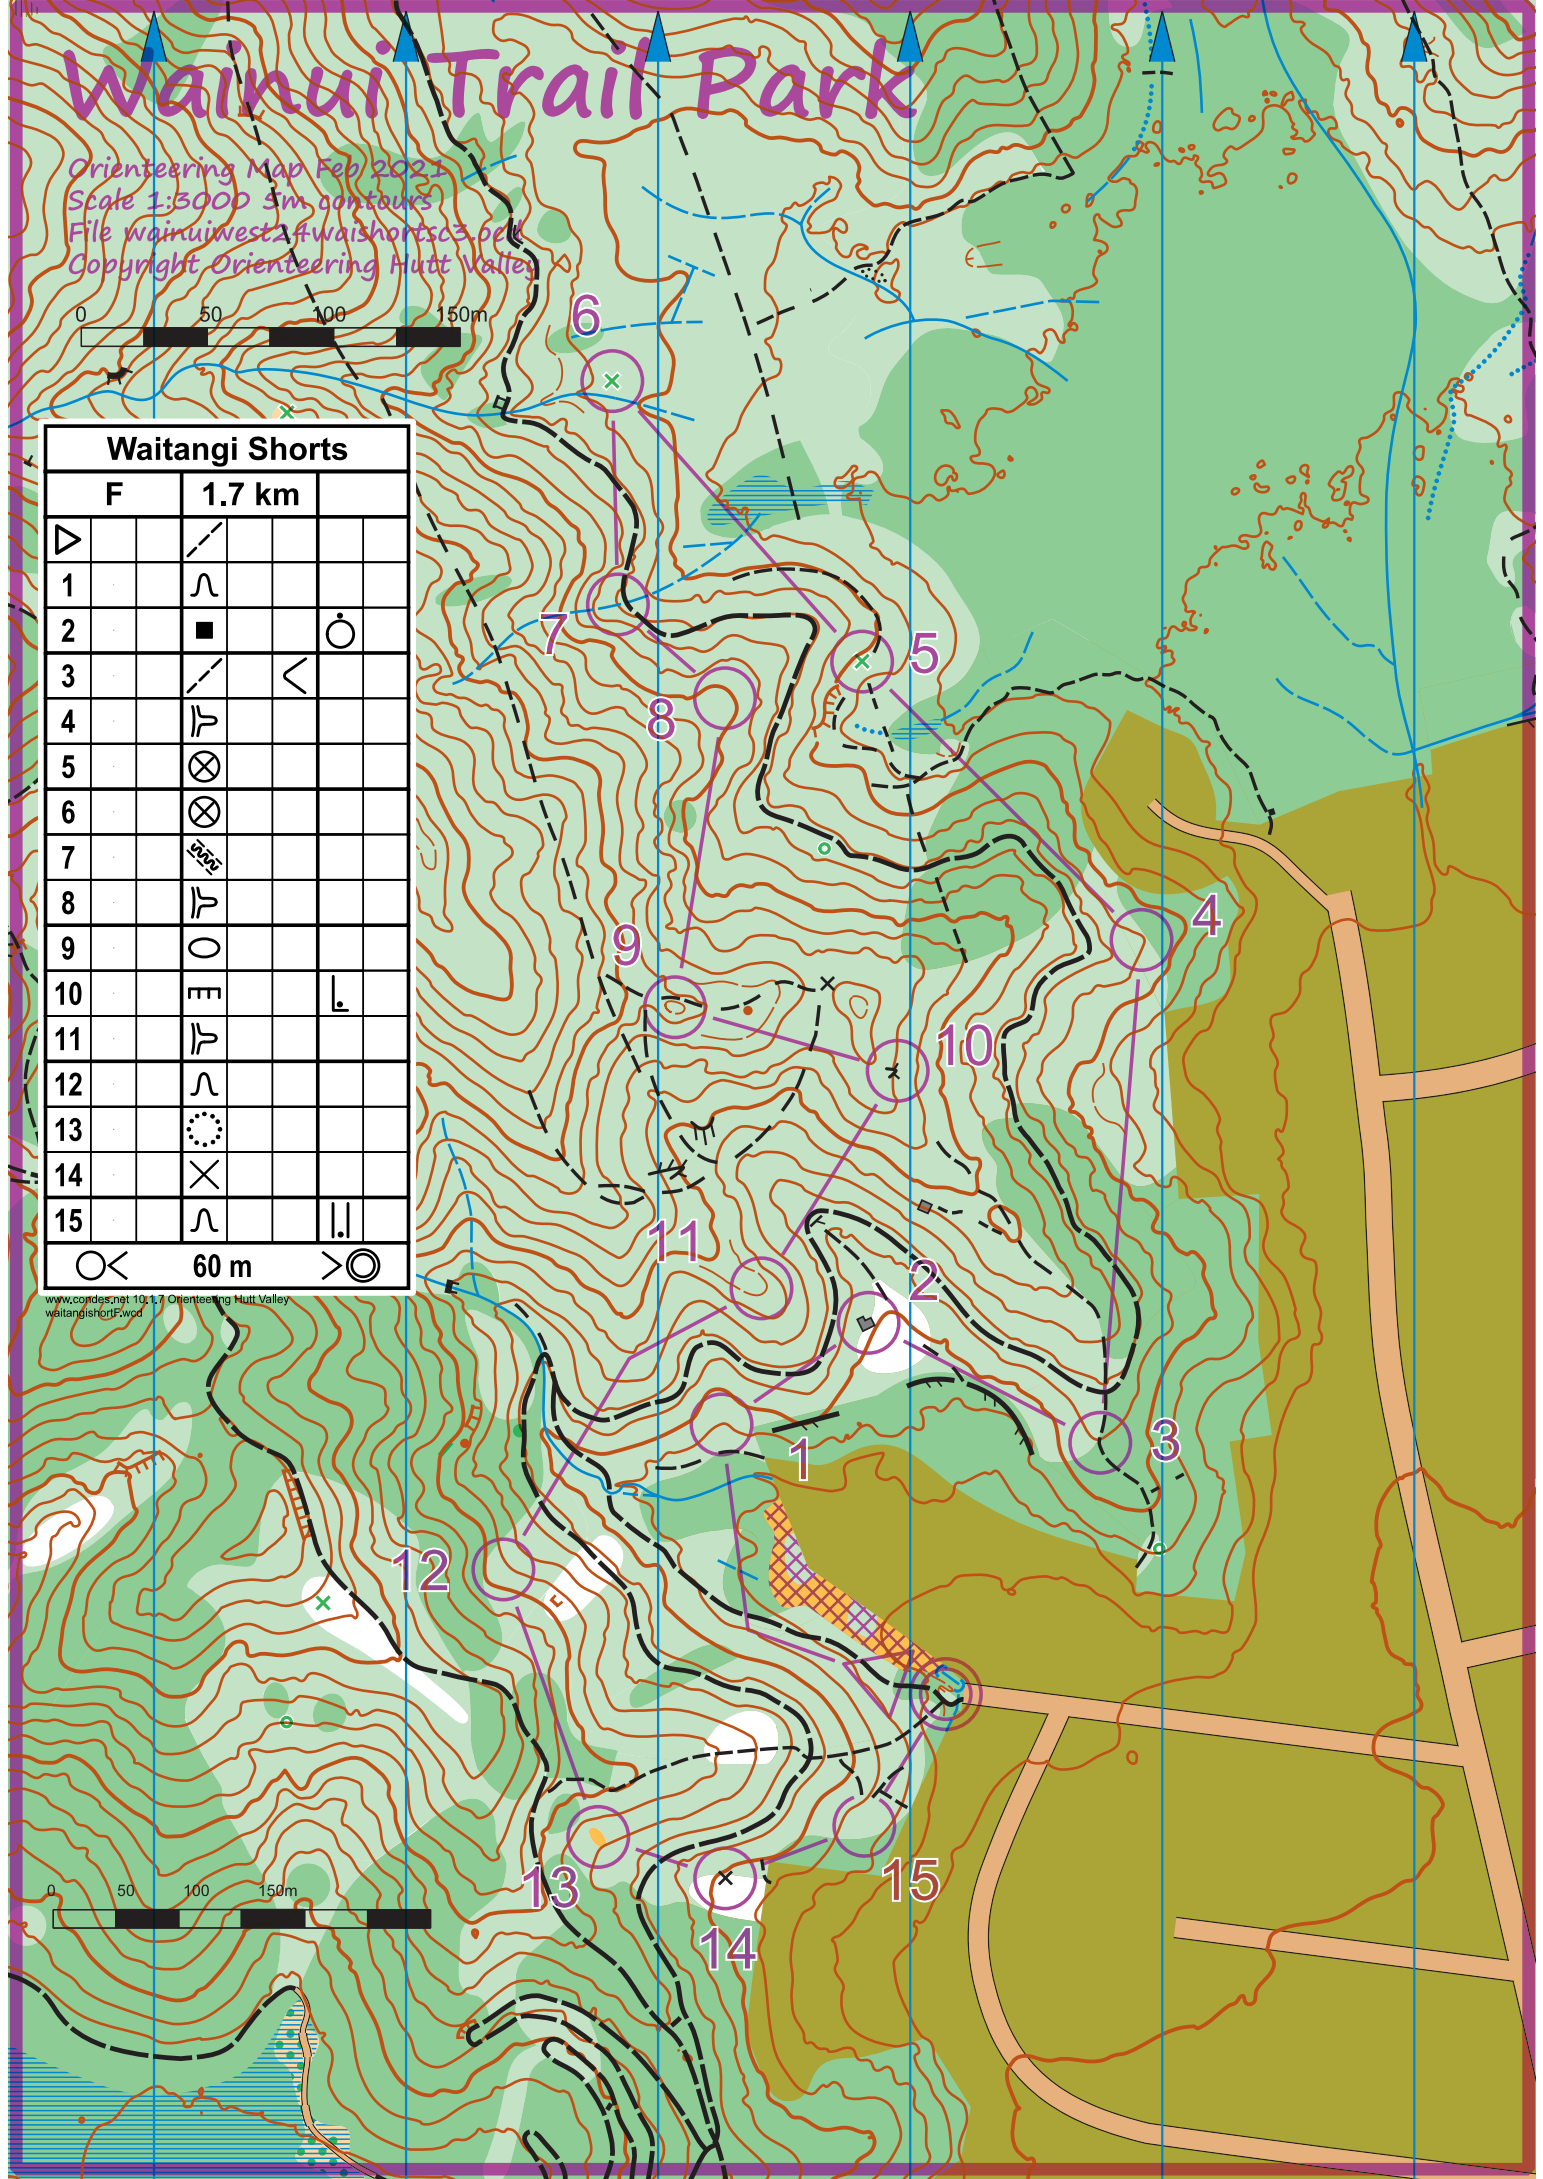 Wainui Trail Park
Orienteering Map Feb 2021
Scale 1:3000 5m contours
File wainuiwest24waishortsc3.ocd
Copyright Orienteering Hutt Valley
0 50 100 150m
Waitangi Shorts
F 1.7 km
1
2
3
4
5
6
7
8
9
10
11
12
13
14
15
60 m
www.condes.net 10.1.7 Orienteering Hutt Valley
waitangishortF.wcd
6
7
5
8
4
9
10
11
2
1
3
12
13
15
14
0 50 100 150m